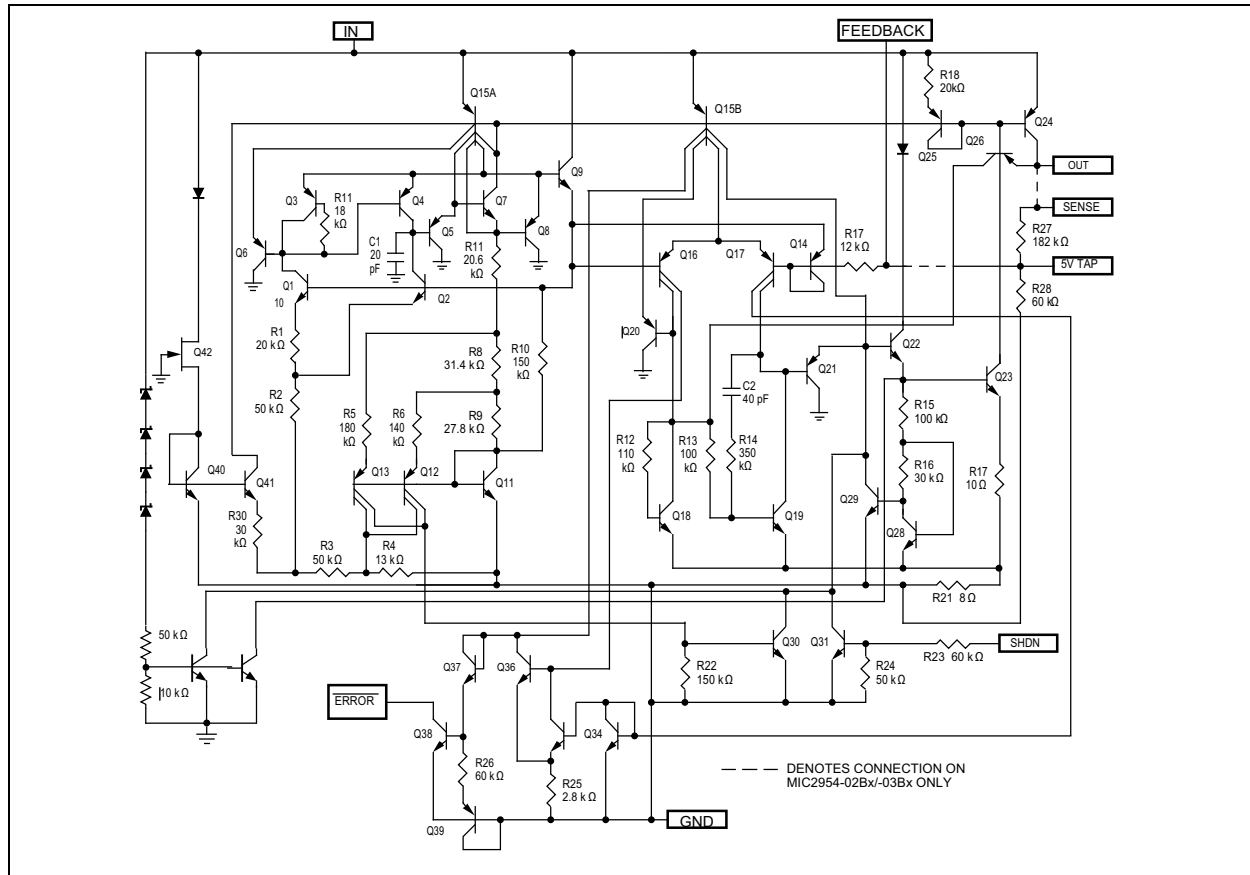 IN
FEEDBACK
R18
20kΩ
Q15A
Q15B
Q24
Q26
Q25
OUT
Q9
Q3
R11
18
kΩ
Q4
Q7
SENSE
Q5
Q8
R27
182 kΩ
Q6
C1
20
pF
R11
20.6
kΩ
Q16
Q17
Q14
R17
12 kΩ
5V TAP
R28
60 kΩ
Q1
10
Q2
R1
20 kΩ
R10
150
kΩ
Q20
Q22
Q42
R8
31.4 kΩ
Q21
Q23
R2
50 kΩ
C2
40 pF
R15
100 kΩ
R5
180
kΩ
R6
140
kΩ
R9
27.8 kΩ
R12
110
kΩ
R13
100
kΩ
R14
350
kΩ
Q40
Q41
Q13
Q12
Q11
R16
30 kΩ
R17
10Ω
Q29
R30
30
kΩ
Q18
Q19
Q28
R3
50 kΩ
R4
13 kΩ
R21 8 Ω
50 kΩ
10 kΩ
Q30
Q31
SHDN
R23 60 kΩ
Q37
Q36
R22
150 kΩ
R24
50 kΩ
ERROR
Q38
Q34
R26
60 kΩ
R25
2.8 kΩ
DENOTES CONNECTION ON
MIC2954-02Bx/-03Bx ONLY
Q39
GND